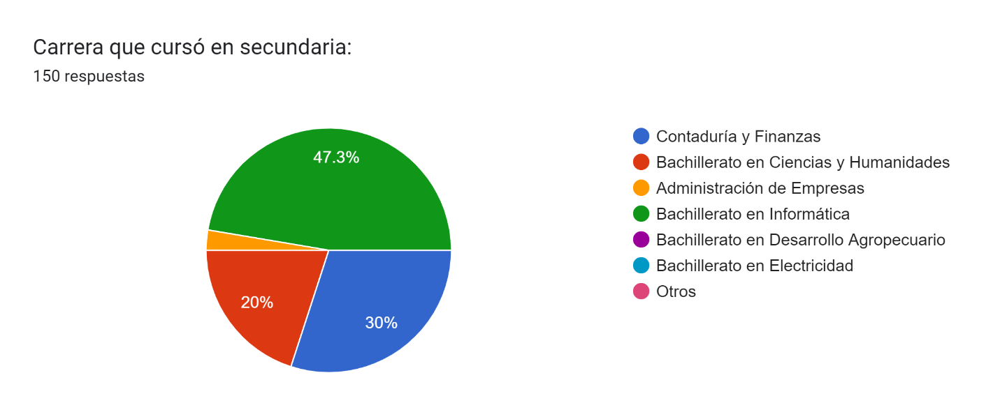 Carrera que cursó en secundaria:
150 respuestas
47.3%
20%
30%
Contaduría y Finanzas
Bachillerato en Ciencias y Humanidades
Administración de Empresas
Bachillerato en Informática
Bachillerato en Desarrollo Agropecuario
Bachillerato en Electricidad
Otros